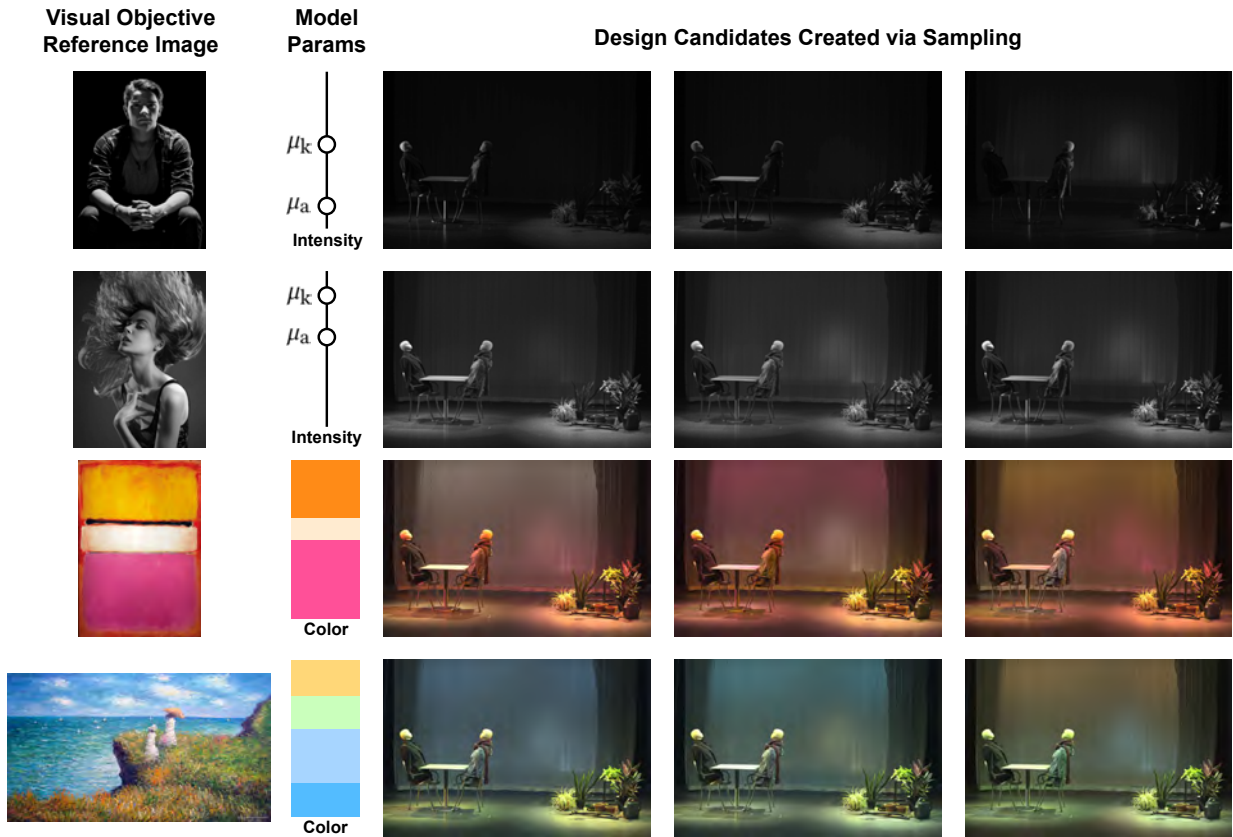 Visual Objective
Reference Image
Model
Params
Design Candidates Created via Sampling
μk
μa
Intensity
μk
μa
Intensity
Color
Color